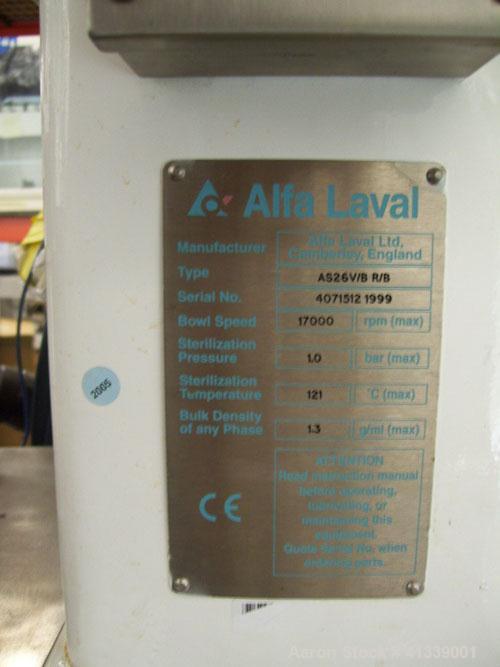 Alfa Laval
Manufacturer Alfa Laval Ltd,
Camberley, England
Type AS26V/B R/B
Serial No. 4071512 1999
Bowl Speed 17000 rpm (max)
Sterilization
Pressure 1.0 bar (max)
Sterilization
Temperature 121 °C (max)
Bulk Density
of any Phase 1.3 g/ml (max)
ATTENTION
Read instruction manual
before operating,
lubricating, or
maintaining this
equipment.
Quote Serial No. when
ordering parts.
CE
2005
Aaron Stock # 41339001